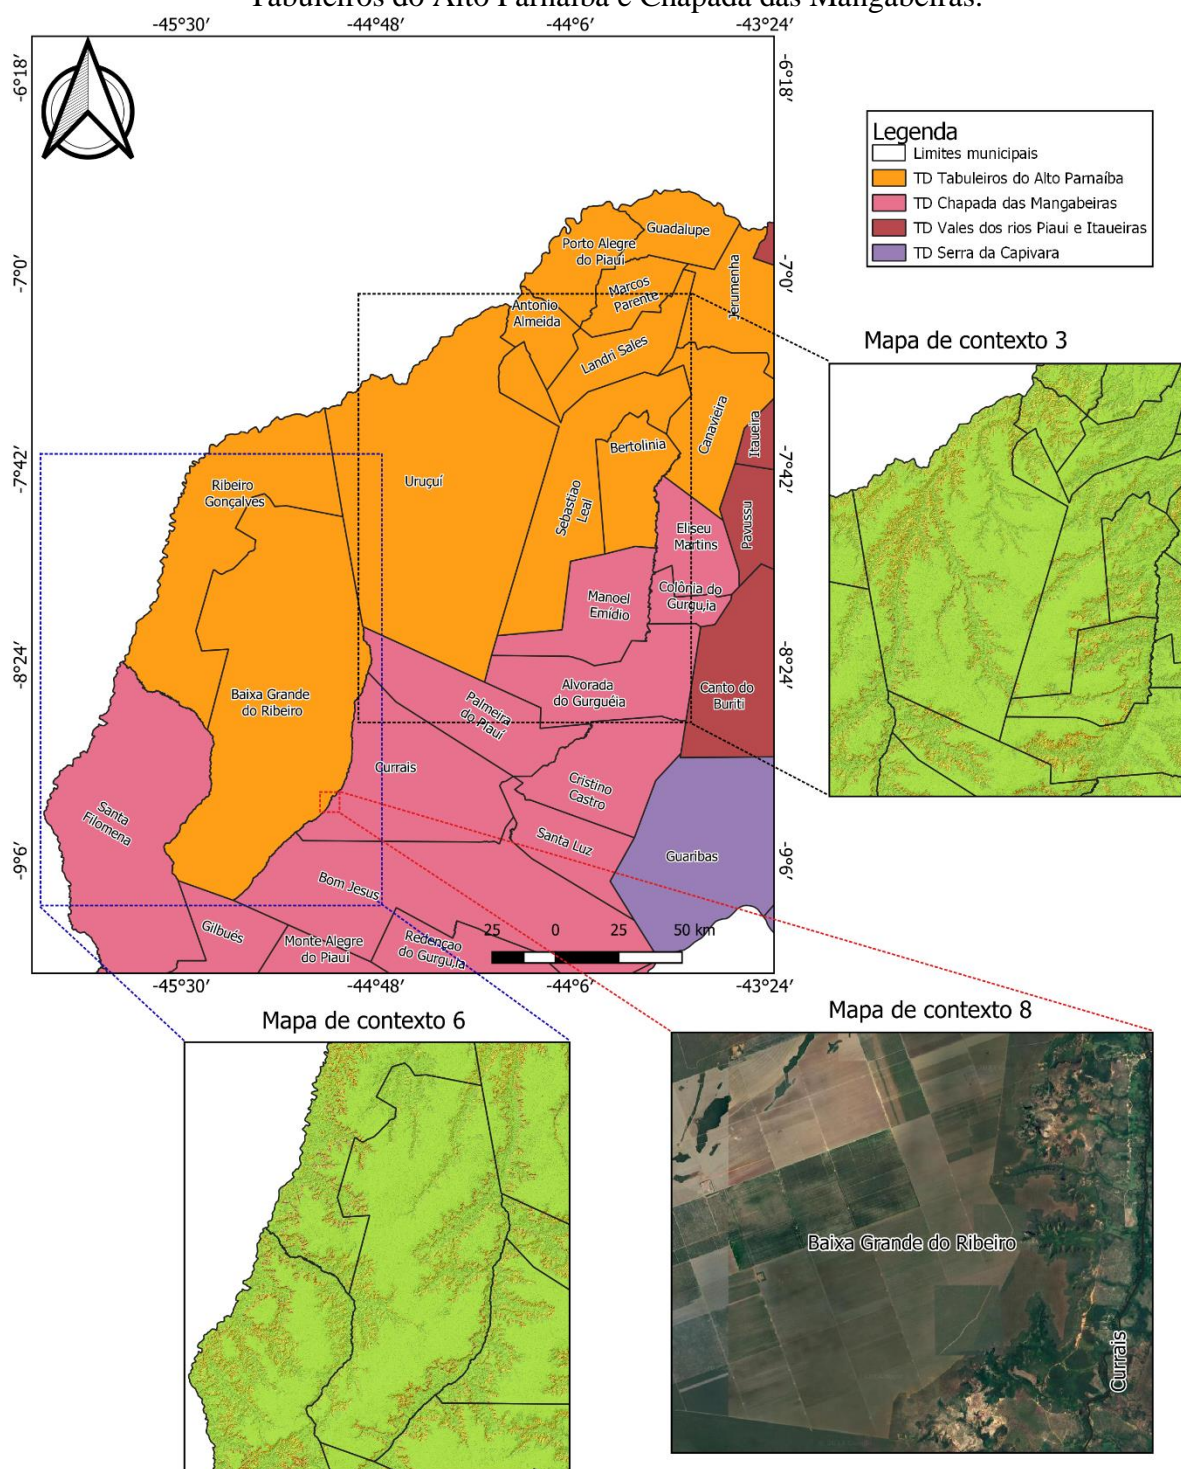 Tabuleiros do Alto Parnaíba e Chapada das Mangabeiras.
-45°30′ -44°48′ -44°6′ -43°24′
-6°18′
-6°18′
Legenda
Limites municipais
TD Tabuleiros do Alto Parnaíba
TD Chapada das Mangabeiras
TD Vales dos rios Piaui e Itaueiras
TD Serra da Capivara
Guadalupe
Porto Alegre
do Piauí
-7°0′
-7°0′
Jerumenha
Marcos
Parente
Antonio
Almeida
Landri Sales
Mapa de contexto 3
Canavieira
Itaueira
Bertolinia
-7°42′
-7°42′
Uruçuí
Ribeiro
Gonçalves
Sebastiao
Leal
Pavussu
Eliseu
Martins
Colônia do
Gurgu,ia
Manoel
Emídio
-8°24′
-8°24′
Alvorada
do Gurguéia
Canto do
Buriti
Baixa Grande
do Ribeiro
Palmeira
do Piauí
Currais
Cristino
Castro
Santa
Filomena
Santa Luz
-9°6′
-9°6′
Guaribas
Bom Jesus
Gilbués
Monte Alegre
do Piauí
Redençao
do Gurgu,ia
25 0 25 50 km
-45°30′ -44°48′ -44°6′ -43°24′
Mapa de contexto 6
Mapa de contexto 8
Baixa Grande do Ribeiro
Currais